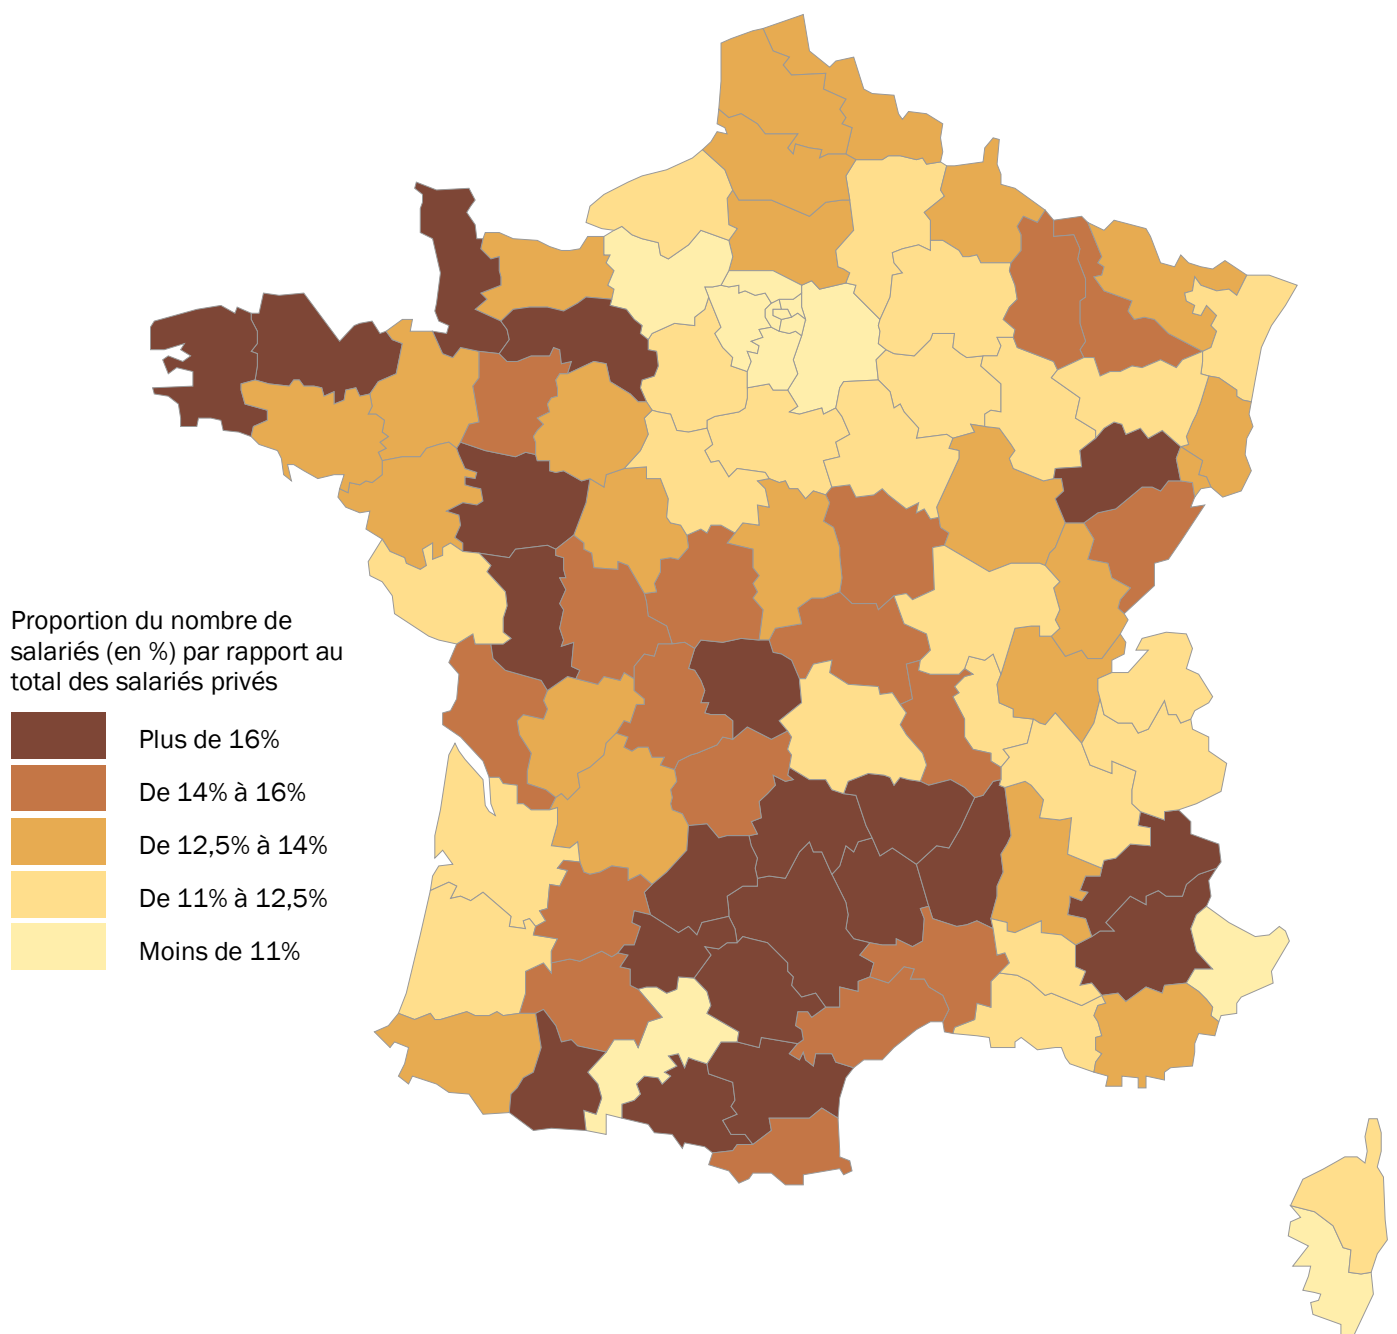 Proportion du nombre de
salariés (en %) par rapport au
total des salariés privés
Plus de 16%
De 14% à 16%
De 12,5% à 14%
De 11% à 12,5%
Moins de 11%